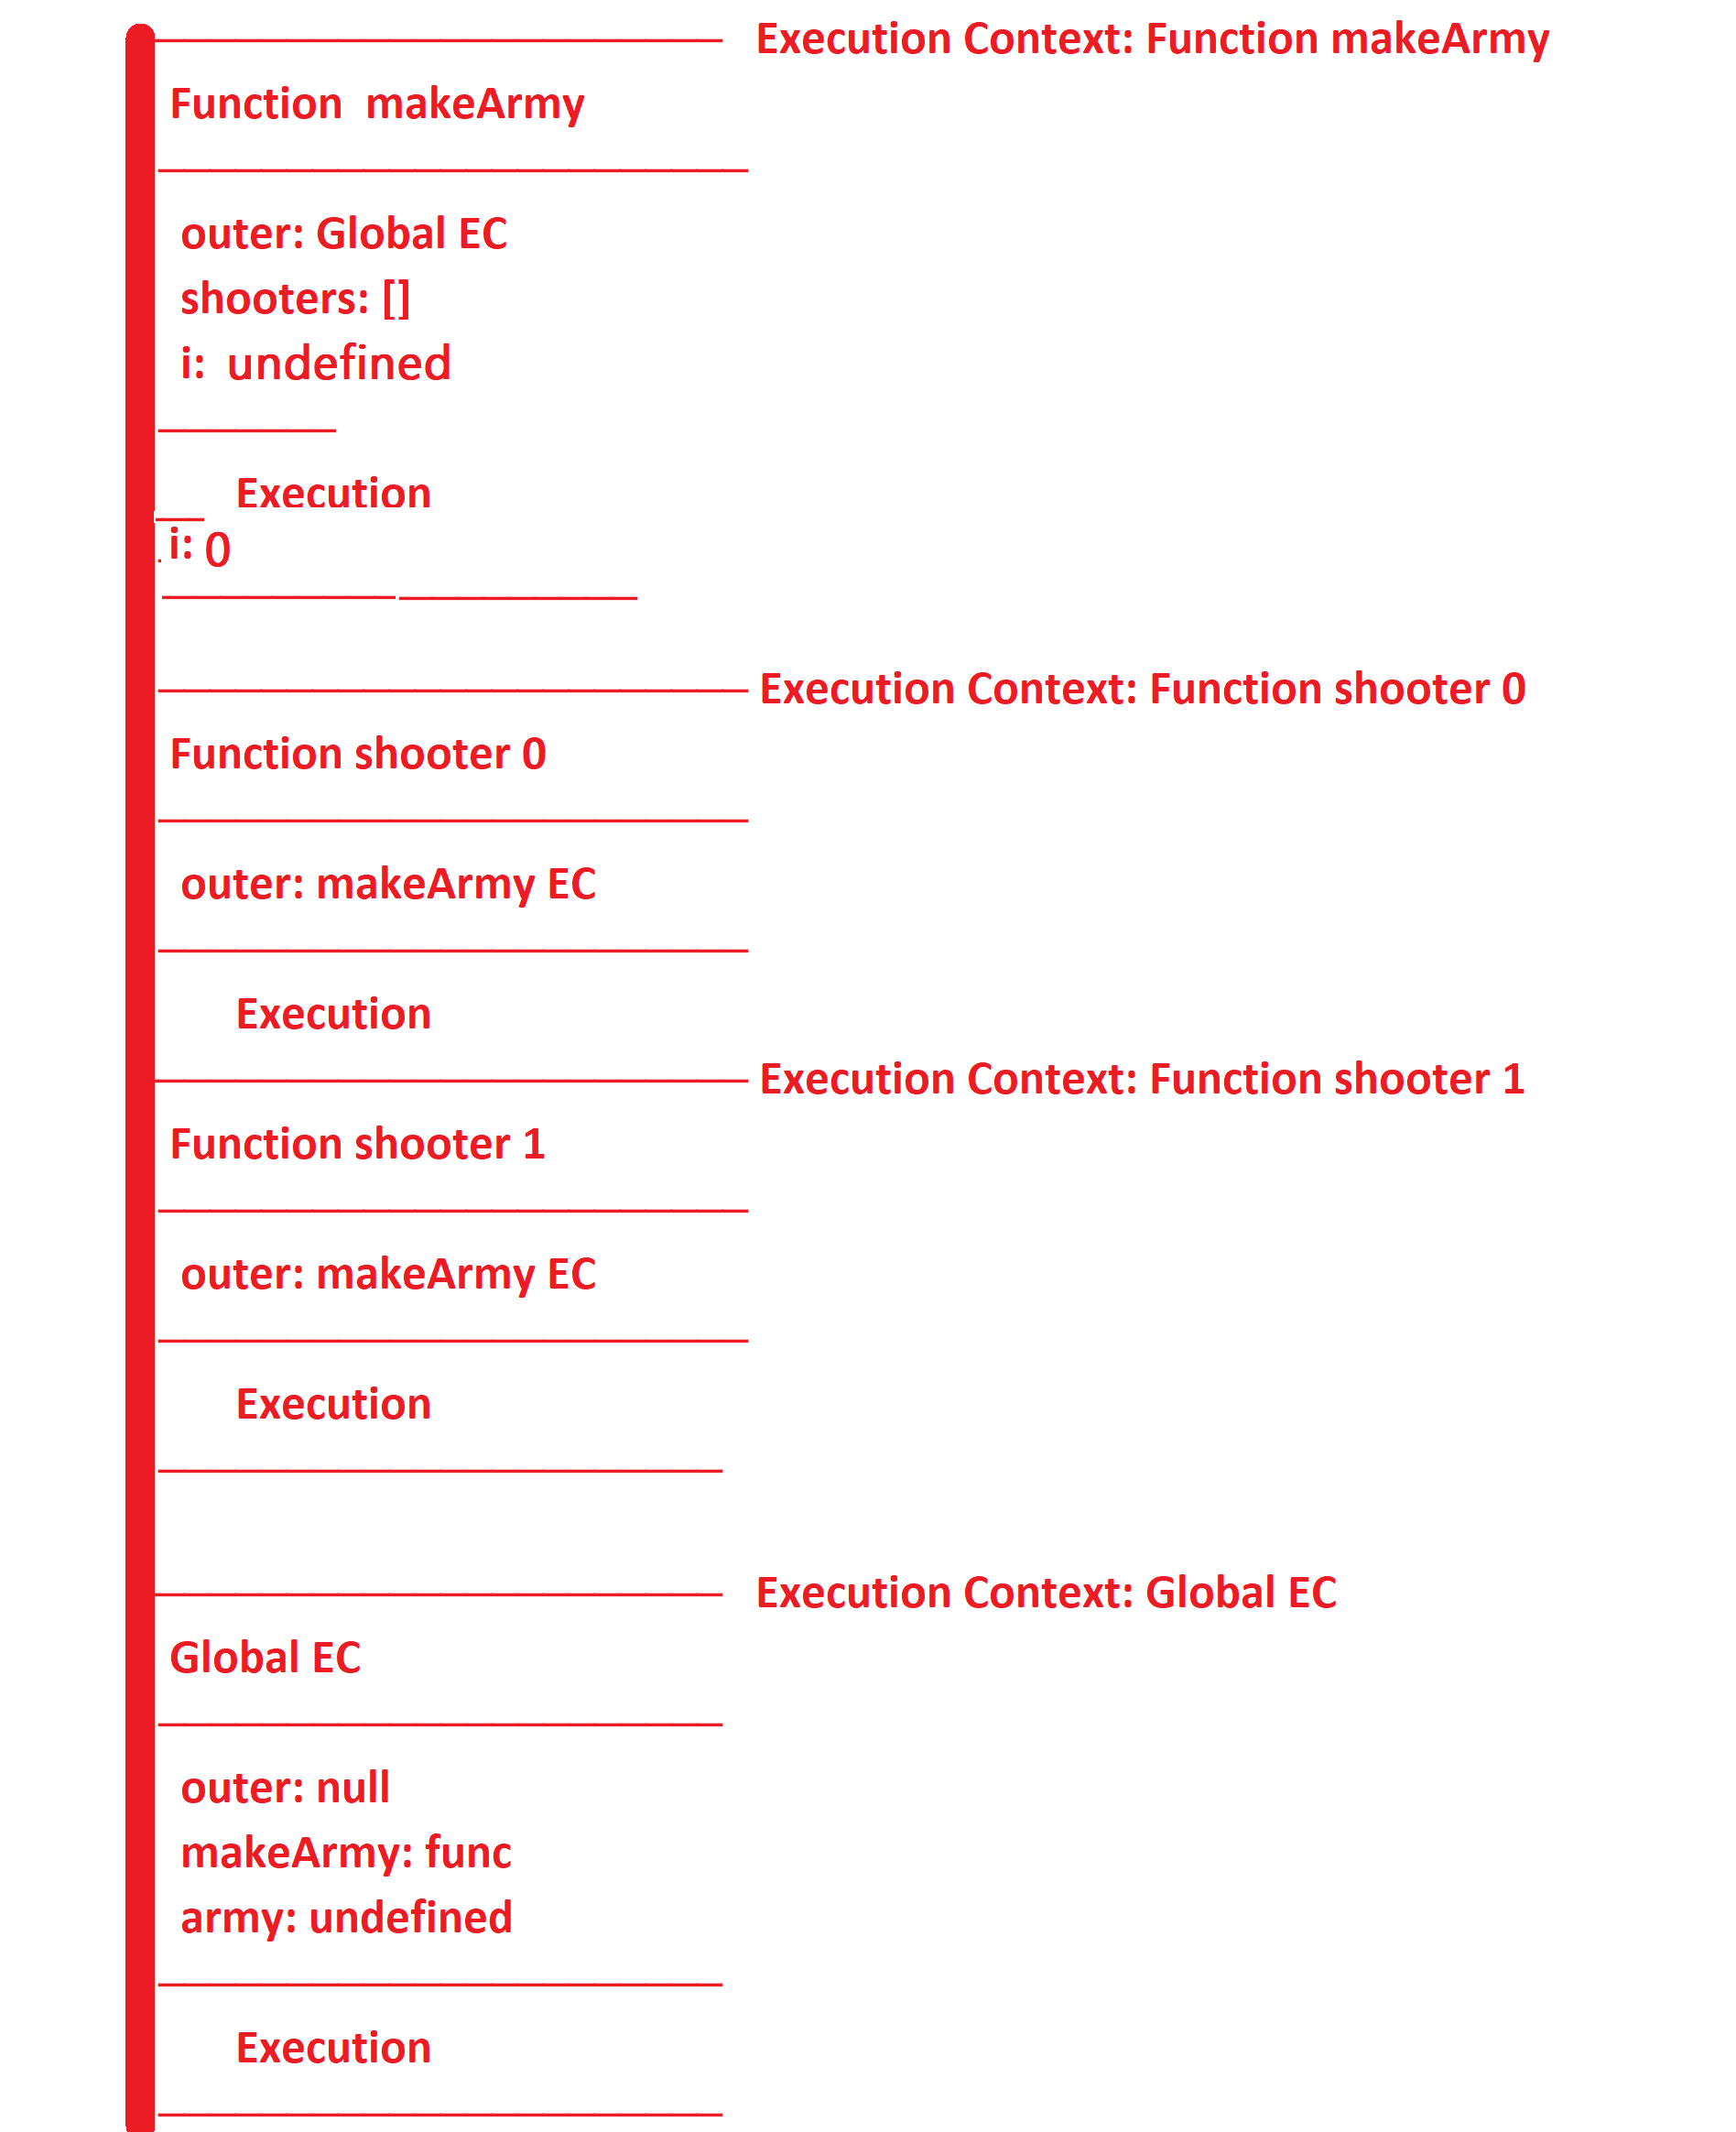 Execution Context: Function makeArmy
Function makeArmy
outer: Global EC
shooters: []
i: undefined
Execution
i: 0
Execution Context: Function shooter 0
Function shooter 0
outer: makeArmy EC
Execution
Execution Context: Function shooter 1
Function shooter 1
outer: makeArmy EC
Execution
Execution Context: Global EC
Global EC
outer: null
makeArmy: func
army: undefined
Execution